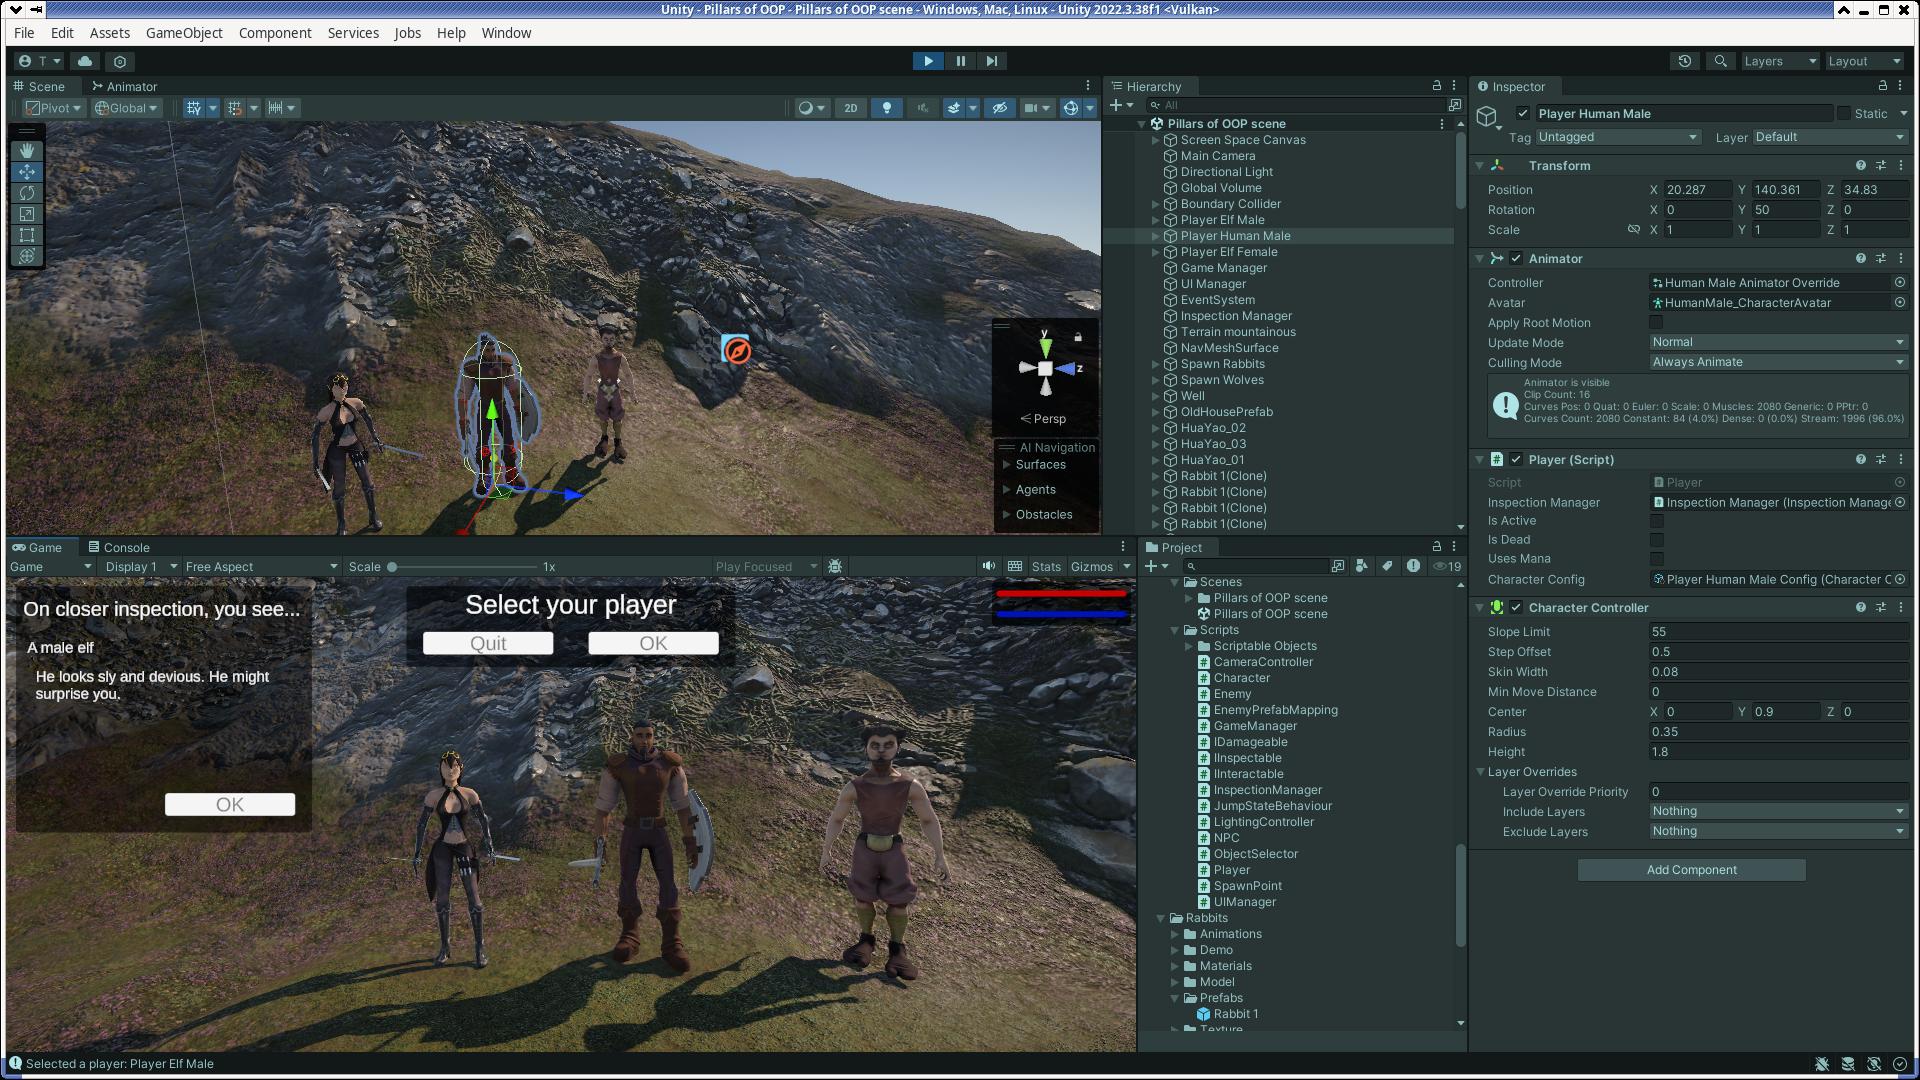 Unity - Pillars of OOP - Pillars of OOP scene - Windows, Mac, Linux - Unity 2022.3.38f1 <Vulkan>
File Edit Assets GameObject Component Services Jobs Help Window
T
Layers Layout
Scene Animator
Pivot Global 2D
y
z
Persp
AI Navigation
Surfaces
Agents
Obstacles
Hierarchy
All
Pillars of OOP scene
Screen Space Canvas
Main Camera
Directional Light
Global Volume
Boundary Collider
Player Elf Male
Player Human Male
Player Elf Female
Game Manager
UI Manager
EventSystem
Inspection Manager
Terrain mountainous
NavMeshSurface
Spawn Rabbits
Spawn Wolves
Well
OldHousePrefab
HuaYao_02
HuaYao_03
HuaYao_01
Rabbit 1(Clone)
Rabbit 1(Clone)
Rabbit 1(Clone)
Rabbit 1(Clone)
Inspector
Player Human Male Static
Tag Untagged Layer Default
Transform
Position X 20.287 Y 140.361 Z 34.83
Rotation X 0 Y 50 Z 0
Scale X 1 Y 1 Z 1
Animator
Controller Human Male Animator Override
Avatar HumanMale_CharacterAvatar
Apply Root Motion
Update Mode Normal
Culling Mode Always Animate
Animator is visible
Clip Count: 16
Curves Pos: 0 Quat: 0 Euler: 0 Scale: 0 Muscles: 2080 Generic: 0 PPtr: 0
Curves Count: 2080 Constant: 84 (4.0%) Dense: 0 (0.0%) Stream: 1996 (96.0%)
Player (Script)
Script Player
Inspection Manager Inspection Manager (Inspection Manage
Is Active
Is Dead
Uses Mana
Character Config Player Human Male Config (Character C
Character Controller
Slope Limit 55
Step Offset 0.5
Skin Width 0.08
Min Move Distance 0
Center X 0 Y 0.9 Z 0
Radius 0.35
Height 1.8
Layer Overrides
Layer Override Priority 0
Include Layers Nothing
Exclude Layers Nothing
Add Component
Game Console
Game Display 1 Free Aspect Scale 1x Play Focused Stats Gizmos
On closer inspection, you see...
A male elf
He looks sly and devious. He might
surprise you.
OK
Select your player
Quit OK
Project
19
Scenes
Pillars of OOP scene
Pillars of OOP scene
Scripts
Scriptable Objects
CameraController
Character
Enemy
EnemyPrefabMapping
GameManager
IDamageable
IInspectable
IInteractable
InspectionManager
JumpStateBehaviour
LightingController
NPC
ObjectSelector
Player
SpawnPoint
UIManager
Rabbits
Animations
Demo
Materials
Model
Prefabs
Rabbit 1
Texture
Selected a player: Player Elf Male